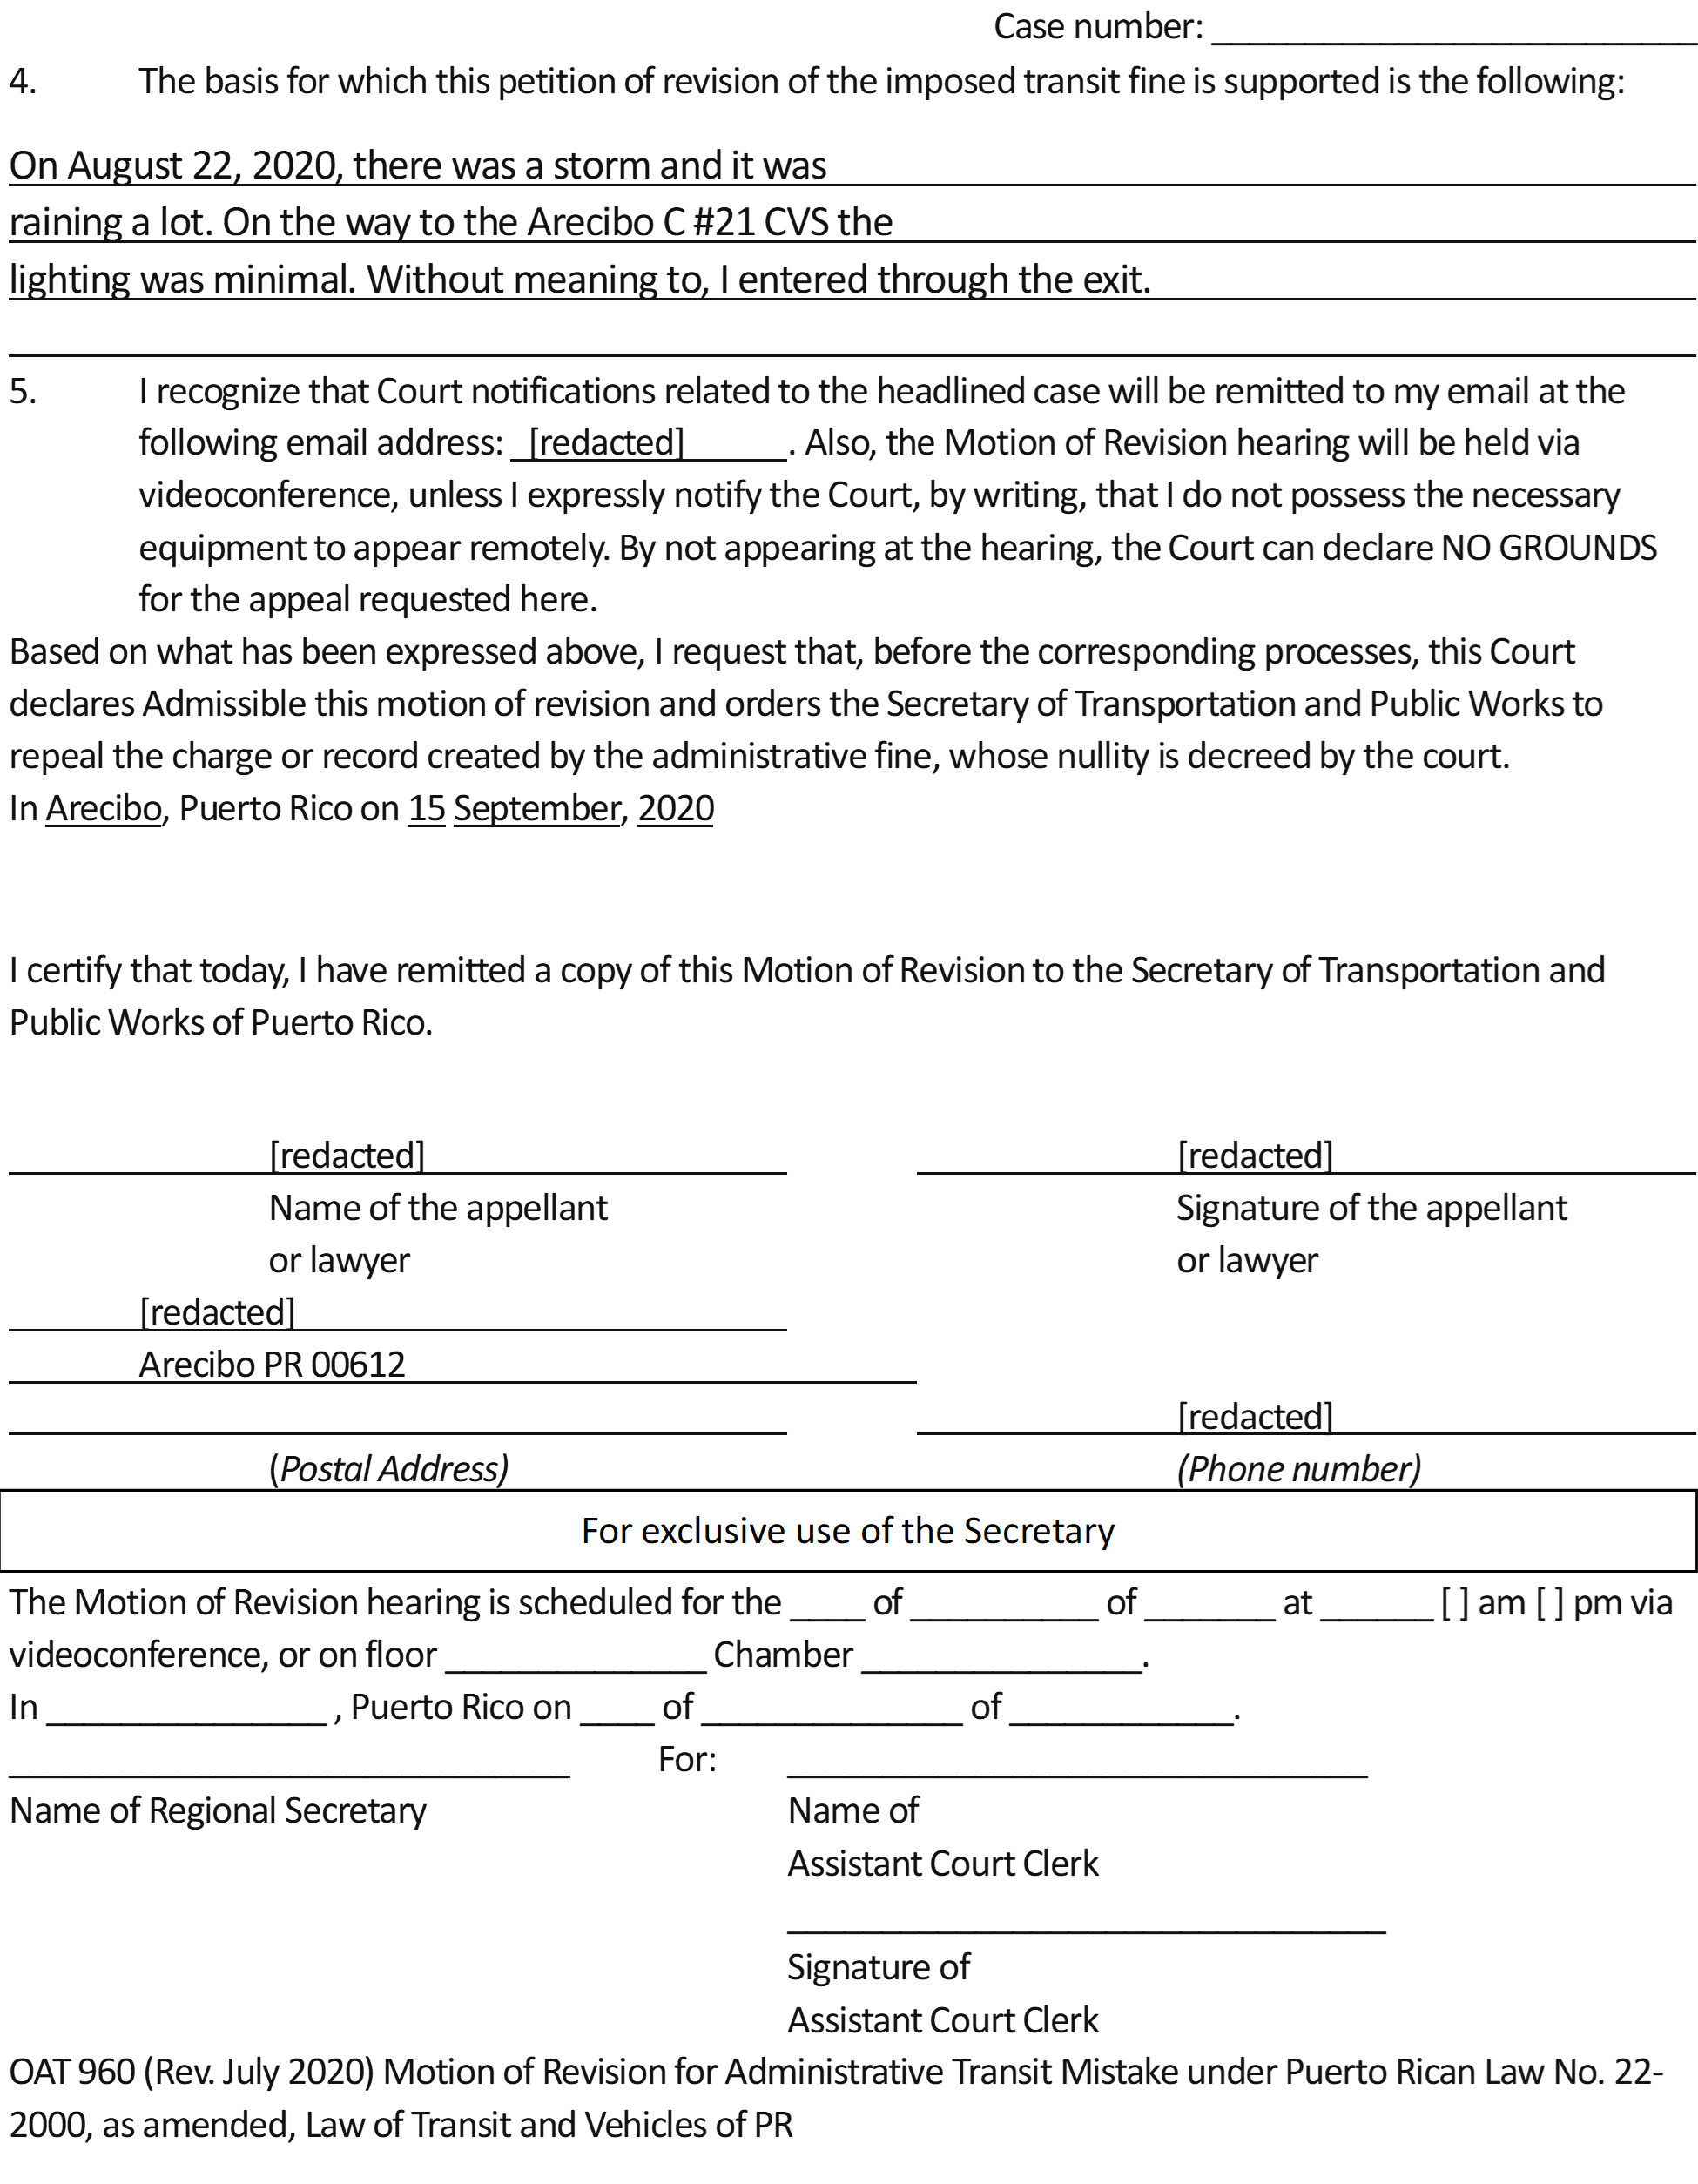 Case number: __________________________
4. The basis for which this petition of revision of the imposed transit fine is supported is the following:
On August 22, 2020, there was a storm and it was
raining a lot. On the way to the Arecibo C #21 CVS the
lighting was minimal. Without meaning to, I entered through the exit.
5. I recognize that Court notifications related to the headlined case will be remitted to my email at the
following email address: [redacted]. Also, the Motion of Revision hearing will be held via
videoconference, unless I expressly notify the Court, by writing, that I do not possess the necessary
equipment to appear remotely. By not appearing at the hearing, the Court can declare NO GROUNDS
for the appeal requested here.
Based on what has been expressed above, I request that, before the corresponding processes, this Court
declares Admissible this motion of revision and orders the Secretary of Transportation and Public Works to
repeal the charge or record created by the administrative fine, whose nullity is decreed by the court.
In Arecibo, Puerto Rico on 15 September, 2020
I certify that today, I have remitted a copy of this Motion of Revision to the Secretary of Transportation and
Public Works of Puerto Rico.
[redacted] [redacted]
Name of the appellant Signature of the appellant
or lawyer or lawyer
[redacted]
Arecibo PR 00612
[redacted]
(Postal Address) (Phone number)
For exclusive use of the Secretary
The Motion of Revision hearing is scheduled for the ____ of __________ of _______ at ______ [ ] am [ ] pm via
videoconference, or on floor ______________ Chamber _______________.
In _______________ , Puerto Rico on ____ of ______________ of ____________.
______________________________ For: _______________________________
Name of Regional Secretary Name of
Assistant Court Clerk
________________________________
Signature of
Assistant Court Clerk
OAT 960 (Rev. July 2020) Motion of Revision for Administrative Transit Mistake under Puerto Rican Law No. 22-
2000, as amended, Law of Transit and Vehicles of PR